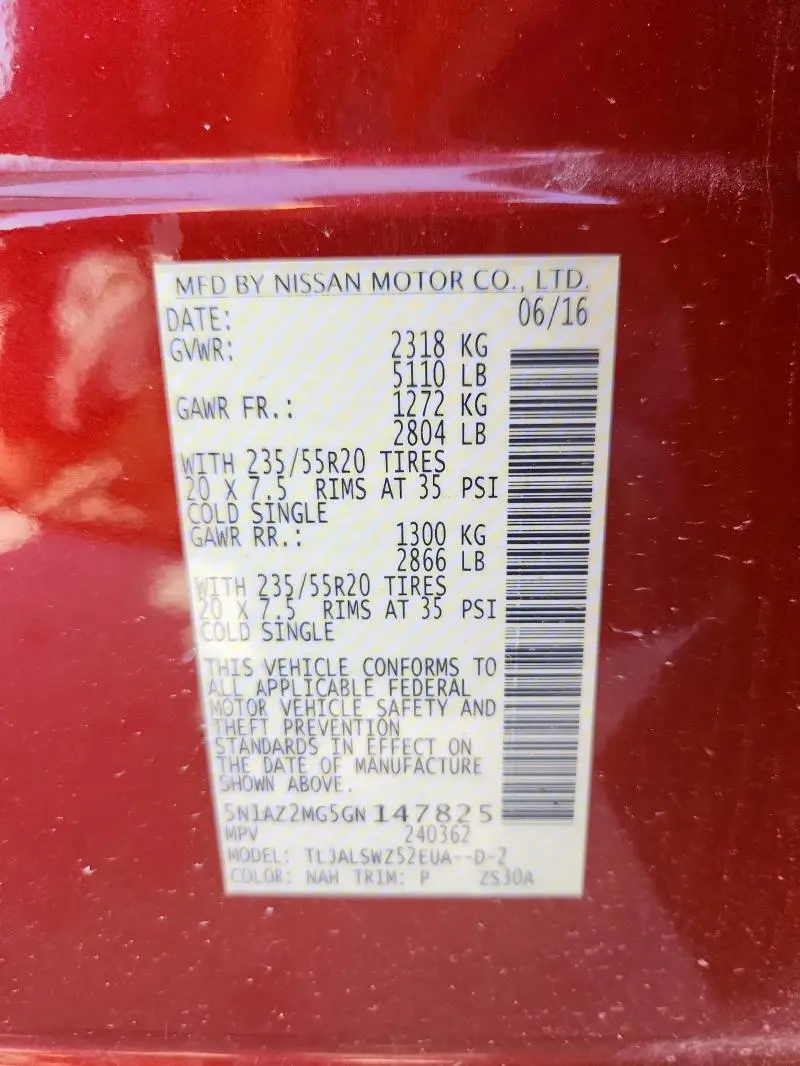 MFD BY NISSAN MOTOR CO., LTD.
DATE: 06/16
GVWR: 2318 KG
5110 LB
GAWR FR.: 1272 KG
2804 LB
WITH 235/55R20 TIRES
20 X 7.5 RIMS AT 35 PSI
COLD SINGLE
GAWR RR.: 1300 KG
2866 LB
WITH 235/55R20 TIRES
20 X 7.5 RIMS AT 35 PSI
COLD SINGLE
THIS VEHICLE CONFORMS TO
ALL APPLICABLE FEDERAL
MOTOR VEHICLE SAFETY AND
THEFT PREVENTION
STANDARDS IN EFFECT ON
THE DATE OF MANUFACTURE
SHOWN ABOVE.
5N1AZ2MG5GN147825
MPV 240362
MODEL: TLJALSWZ52EUA--D-2
COLOR: NAH TRIM: P ZS30A